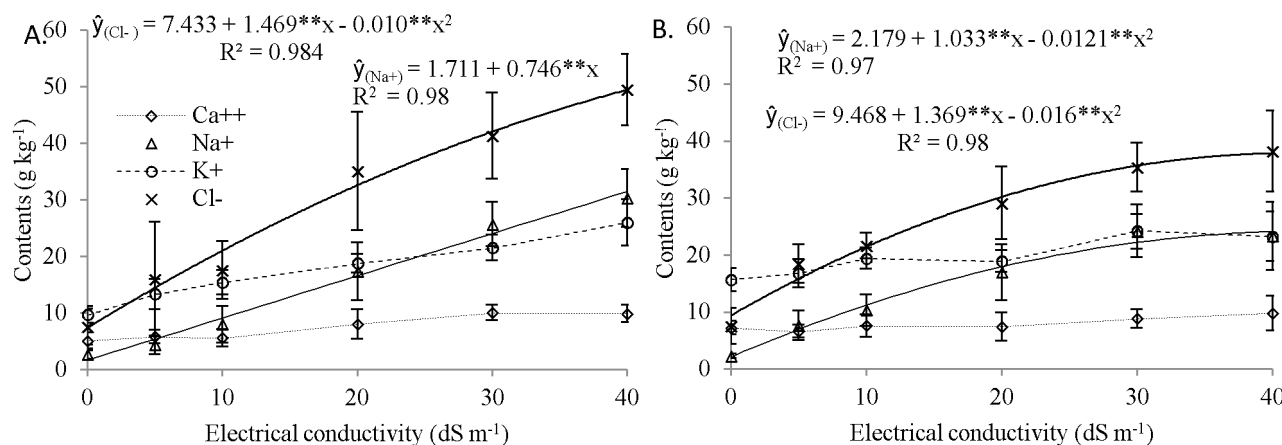 A.
ŷ(Cl-) = 7.433 + 1.469**x - 0.010**x²
R² = 0.984
ŷ(Na+) = 1.711 + 0.746**x
R² = 0.98
Ca++
Na+
K+
Cl-
Contents (g kg⁻¹)
60
50
40
30
20
10
0
0 10 20 30 40
Electrical conductivity (dS m⁻¹)
B.
ŷ(Na+) = 2.179 + 1.033**x - 0.0121**x²
R² = 0.97
ŷ(Cl-) = 9.468 + 1.369**x - 0.016**x²
R² = 0.98
Contents (g kg⁻¹)
60
50
40
30
20
10
0
0 10 20 30 40
Electrical conductivity (dS m⁻¹)